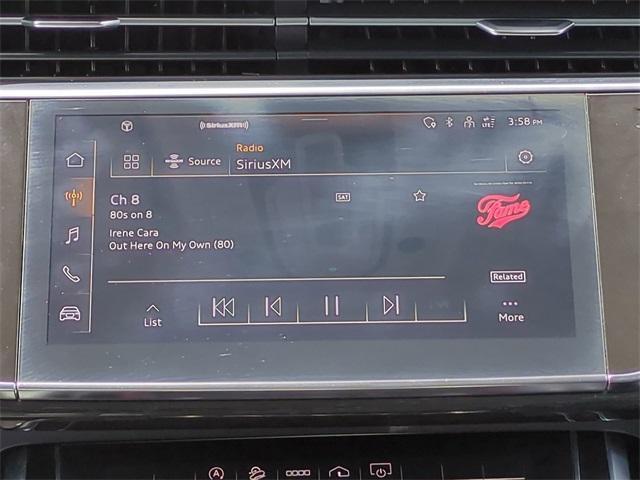 ((SiriusXM))
LTE
3:58 PM
Radio
Source
SiriusXM
Ch 8
SAT
80s on 8
Fame
Irene Cara
Out Here On My Own (80)
Related
List
More
A